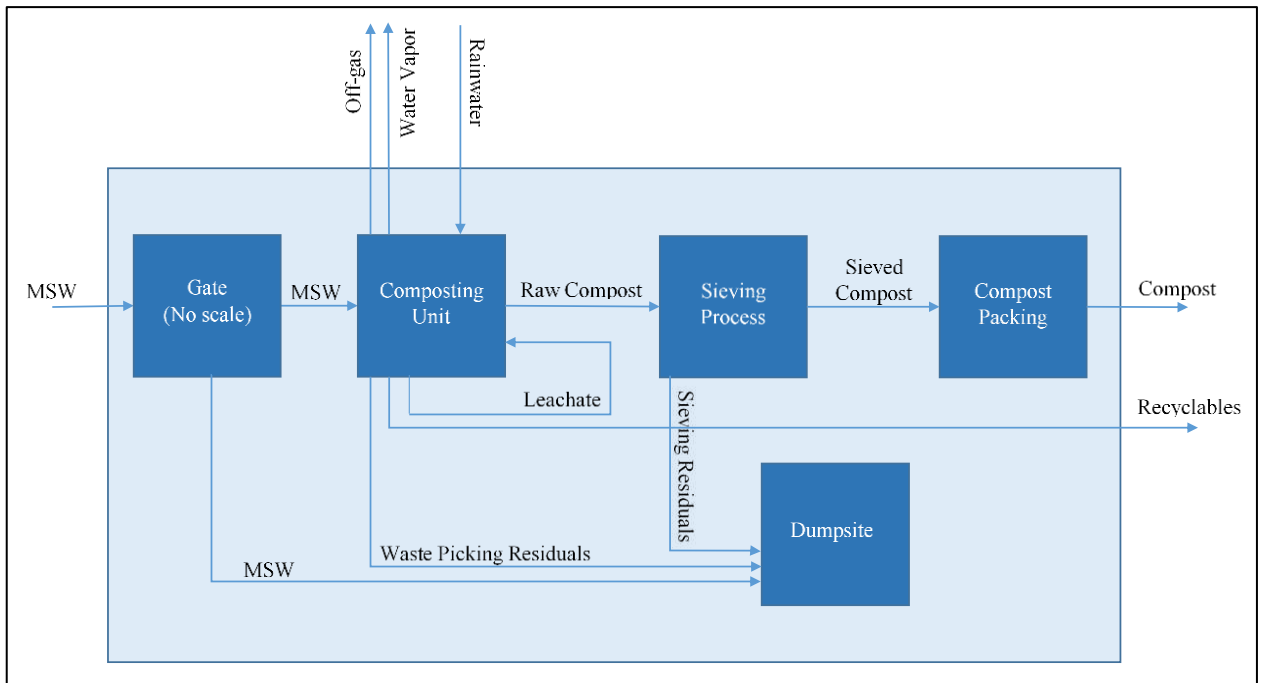 Off-gas
Water Vapor
Rainwater
MSW
Gate
(No scale)
MSW
Composting
Unit
Raw Compost
Sieving
Process
Sieved
Compost
Compost
Packing
Compost
Leachate
Recyclables
Sieving Residuals
Waste Picking Residuals
MSW
Dumpsite